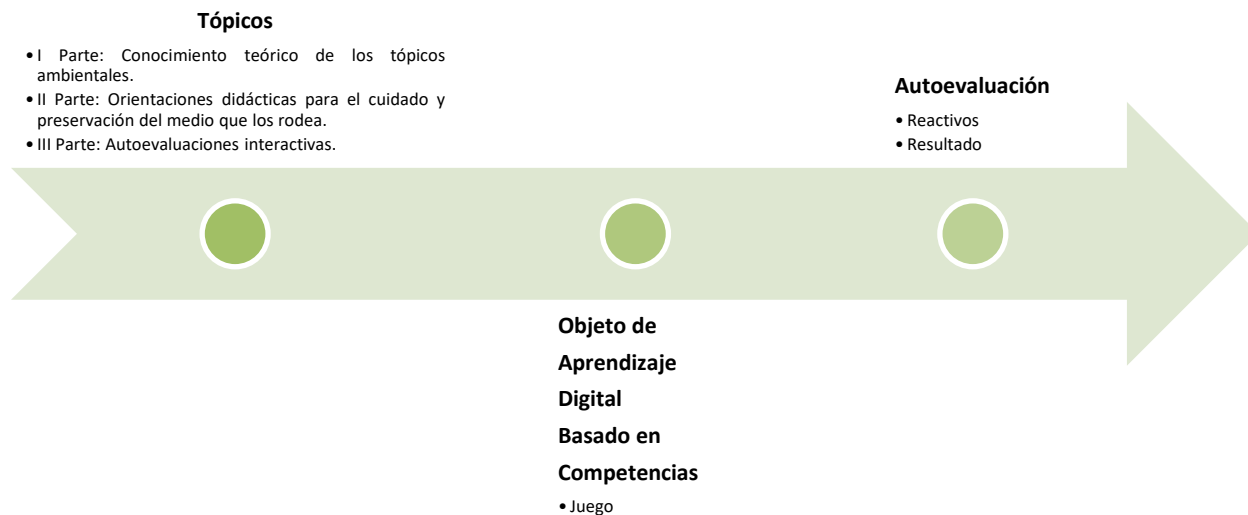 Tópicos
• I Parte: Conocimiento teórico de los tópicos
ambientales.
• II Parte: Orientaciones didácticas para el cuidado y
preservación del medio que los rodea.
• III Parte: Autoevaluaciones interactivas.
Autoevaluación
• Reactivos
• Resultado
Objeto de
Aprendizaje
Digital
Basado en
Competencias
• Juego